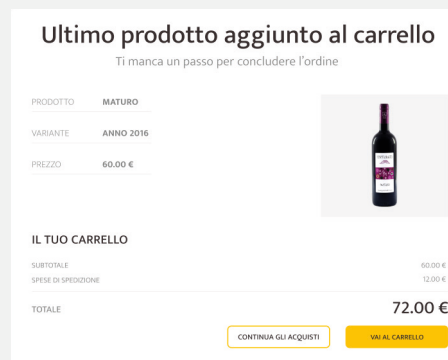 Ultimo prodotto aggiunto al carrello
Ti manca un passo per concludere l'ordine
PRODOTTO MATURO
VARIANTE ANNO 2016
PREZZO 60.00 €
IL TUO CARRELLO
SUBTOTALE 60.00 €
SPESE DI SPEDIZIONE 12.00 €
TOTALE 72.00 €
CONTINUA GLI ACQUISTI VAI AL CARRELLO